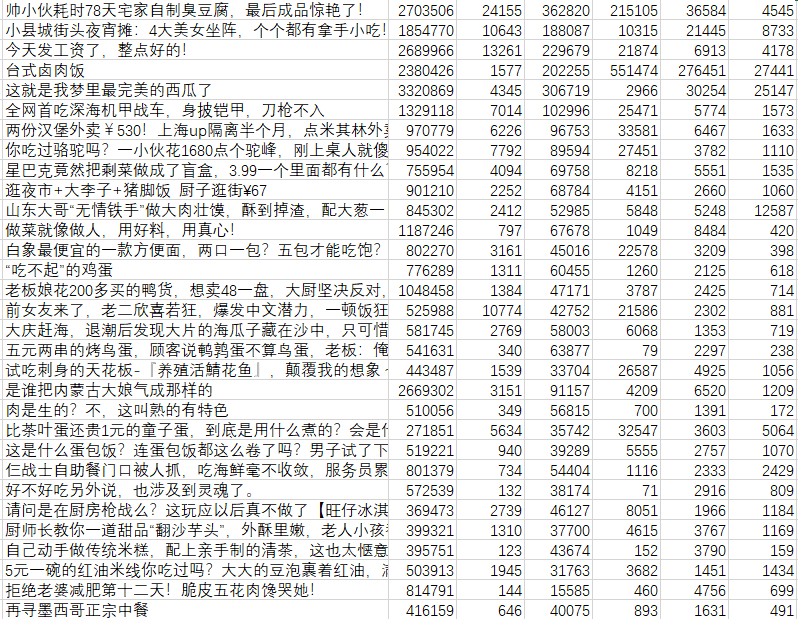 帅小伙耗时78天宅家自制臭豆腐，最后成品惊艳了！ 2703506 24155 362820 215105 36584 4545
小县城街头夜宵摊：4大美女坐阵，个个都有拿手小吃！ 1854770 10643 188087 10315 21445 8733
今天发工资了，整点好的！ 2689966 13261 229679 21874 6913 4178
台式卤肉饭 2380426 1577 202255 551474 276451 27441
这就是我梦里最完美的西瓜了 3320869 4345 306719 2966 30254 25147
全网首吃深海机甲战车，身披铠甲，刀枪不入 1329118 7014 102996 25471 5774 1573
两份汉堡外卖￥530！上海up隔离半个月，点米其林外卖 970779 6226 96753 33581 6467 1633
你吃过骆驼吗？一小伙花1680点个驼峰，刚上桌人就傻 954022 7792 89594 27451 3782 1110
星巴克竟然把剩菜做成了盲盒，3.99一个里面都有什么？ 755954 4094 69758 8218 5551 1535
逛夜市+大李子+猪脚饭 厨子逛街¥67 901210 2252 68784 4151 2660 1060
山东大哥“无情铁手”做大肉壮馍，酥到掉渣，配大葱一 845302 2412 52985 5848 5248 12587
做菜就像做人，用好料，用真心！ 1187246 797 67678 1049 8484 420
白象最便宜的一款方便面，两口一包？五包才能吃饱？ 802270 3161 45016 22578 3209 398
“吃不起”的鸡蛋 776289 1311 60455 1260 2125 618
老板娘花200多买的鸭货，想卖48一盘，大厨坚决反对， 1048458 1384 47171 3787 2425 714
前女友来了，老二欣喜若狂，爆发中文潜力，一顿饭狂 525988 10774 42752 21586 2302 881
大庆赶海，退潮后发现大片的海瓜子藏在沙中，只可惜 581745 2769 58003 6068 1353 719
五元两串的烤鸟蛋，顾客说鹌鹑蛋不算鸟蛋，老板：俺 541631 340 63877 79 2297 238
试吃刺身的天花板-『养殖活鲭花鱼』，颠覆我的想象～ 443487 1539 33704 26587 4925 1056
是谁把内蒙古大娘气成那样的 2669302 3151 91157 4209 6520 1209
肉是生的？不，这叫熟的有特色 510056 349 56815 700 1391 172
比茶叶蛋还贵1元的童子蛋，到底是用什么煮的？会是什 271851 5634 35742 32547 3603 5064
这是什么蛋包饭？连蛋包饭都这么卷了吗？男子试了下 519221 940 39289 5555 2757 1070
仨战士自助餐门口被人抓，吃海鲜毫不收敛，服务员累 801379 734 54404 1116 2333 2429
好不好吃另外说，也涉及到灵魂了。 572539 132 38174 71 2916 809
请问是在厨房枪战么？这玩应以后真不做了【旺仔冰淇 369473 2739 46127 8051 1966 1184
厨师长教你一道甜品“翻沙芋头”，外酥里嫩，老人小孩 399321 1310 37700 4615 3767 1169
自己动手做传统米糕，配上亲手制的清茶，这也太惬意 395751 123 43674 152 3790 159
5元一碗的红油米线你吃过吗？大大的豆泡裹着红油，满 503913 1945 31763 3682 1451 1434
拒绝老婆减肥第十二天！脆皮五花肉馋哭她！ 814791 144 15585 460 4756 699
再寻墨西哥正宗中餐 416159 646 40075 893 1631 491